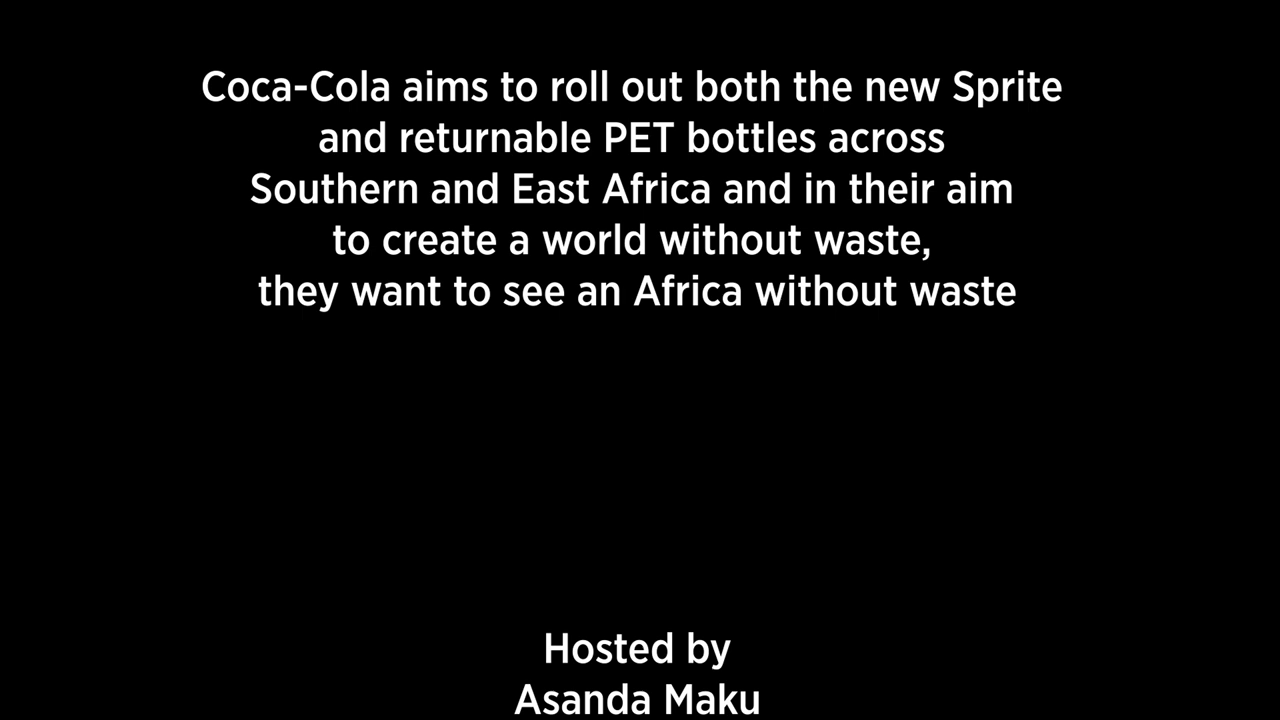 Coca-Cola aims to roll out both the new Sprite
and returnable PET bottles across
Southern and East Africa and in their aim
to create a world without waste,
they want to see an Africa without waste
Hosted by
Asanda Maku